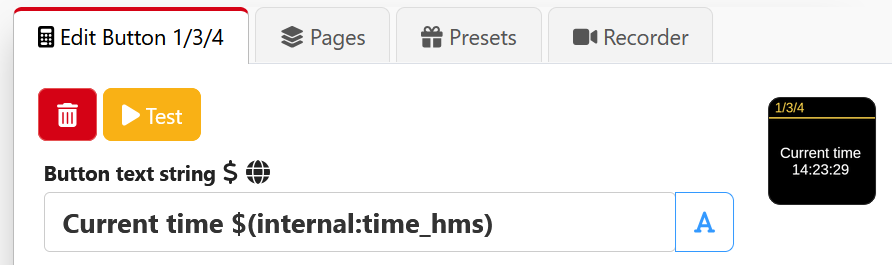 Edit Button 1/3/4
Pages
Presets
Recorder
Test
1/3/4
Current time
14:23:29
Button text string $
Current time $(internal:time_hms)
A